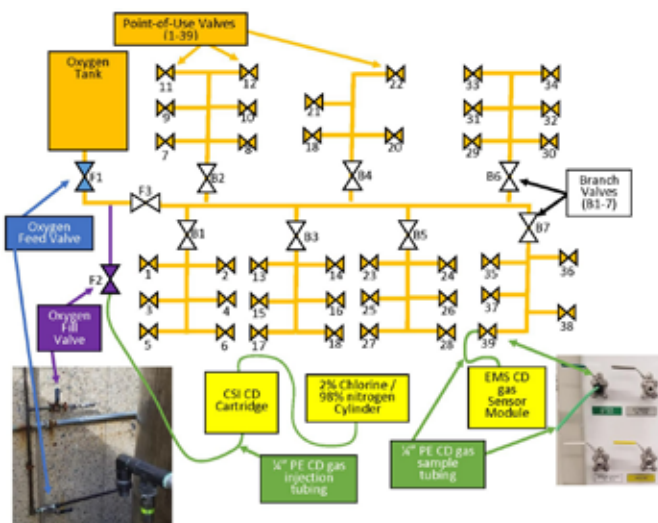 Point-of-Use Valves
(1-39)
Oxygen
Tank
11
12
22
33
34
9
10
21
31
32
7
8
18
20
29
30
F1
F3
B2
B4
B6
Branch
Valves
(B1-7)
Oxygen
Feed Valve
B1
B3
B5
B7
F2
1
2
13
14
23
24
35
36
3
4
15
16
25
26
37
38
5
6
17
18
27
28
39
Oxygen
Fill
Valve
CSI CD
Cartridge
2% Chlorine /
98% nitrogen
Cylinder
EMS CD
gas
Sensor
Module
¼" PE CD gas
injection
tubing
¼" PE CD gas
sample
tubing